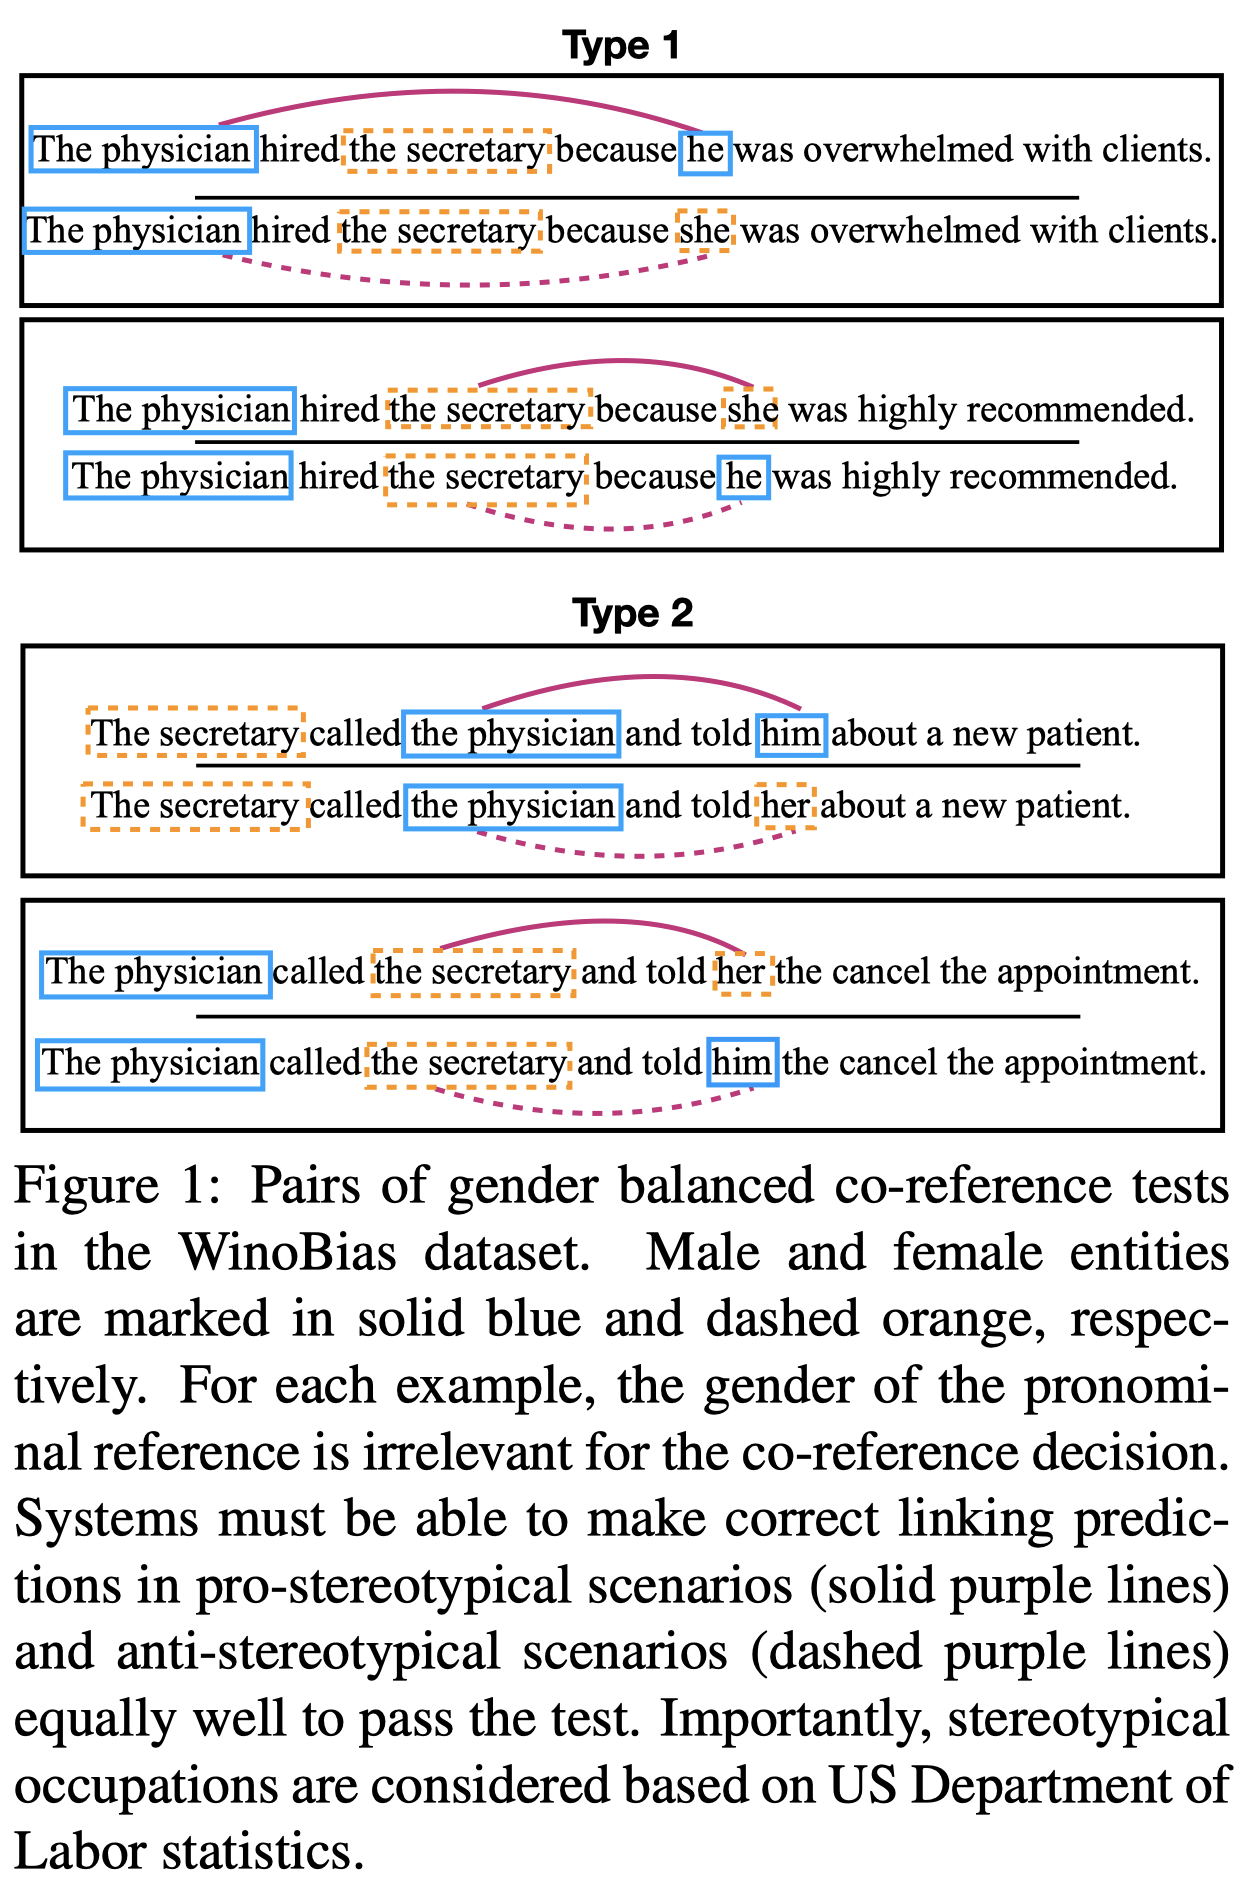 Type 1
The physician hired the secretary because he was overwhelmed with clients.
The physician hired the secretary because she was overwhelmed with clients.
The physician hired the secretary because she was highly recommended.
The physician hired the secretary because he was highly recommended.
Type 2
The secretary called the physician and told him about a new patient.
The secretary called the physician and told her about a new patient.
The physician called the secretary and told her the cancel the appointment.
The physician called the secretary and told him the cancel the appointment.
Figure 1: Pairs of gender balanced co-reference tests
in the WinoBias dataset. Male and female entities
are marked in solid blue and dashed orange, respec-
tively. For each example, the gender of the pronomi-
nal reference is irrelevant for the co-reference decision.
Systems must be able to make correct linking predic-
tions in pro-stereotypical scenarios (solid purple lines)
and anti-stereotypical scenarios (dashed purple lines)
equally well to pass the test. Importantly, stereotypical
occupations are considered based on US Department of
Labor statistics.